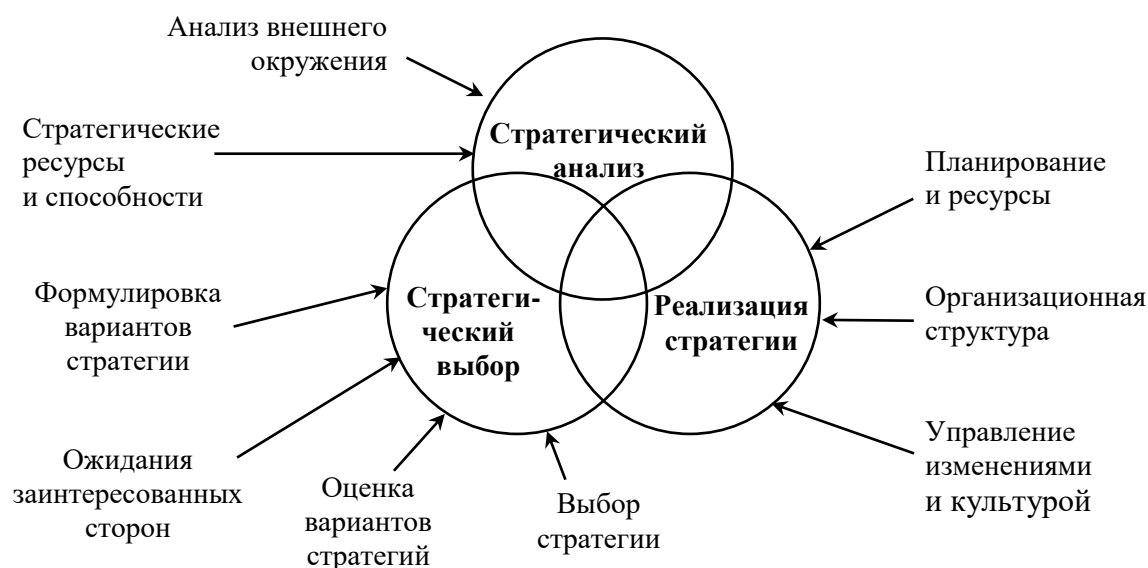 Анализ внешнего
окружения
Стратегические
ресурсы
и способности
Стратегический
анализ
Планирование
и ресурсы
Формулировка
вариантов
стратегии
Стратеги-
ческий
выбор
Реализация
стратегии
Организационная
структура
Ожидания
заинтересованных
сторон
Оценка
вариантов
стратегий
Выбор
стратегии
Управление
изменениями
и культурой